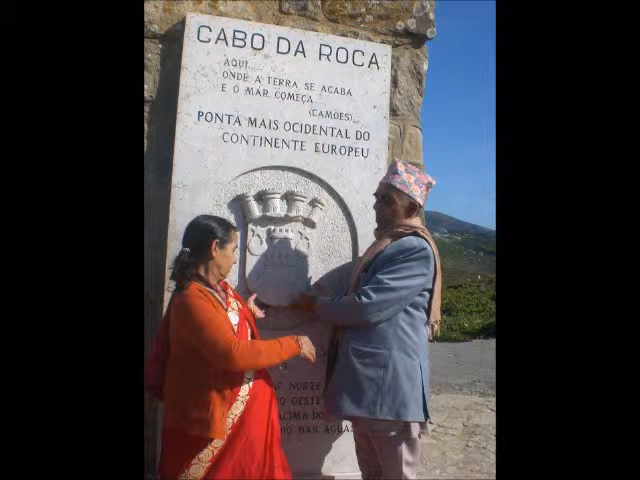 CABO DA ROCA
AQUI...
ONDE A TERRA SE ACABA
E O MAR COMEÇA...
(CAMÕES)
PONTA MAIS OCIDENTAL DO
CONTINENTE EUROPEU
NORTE
OESTE
ACIMA DO
DAS ÁGUAS